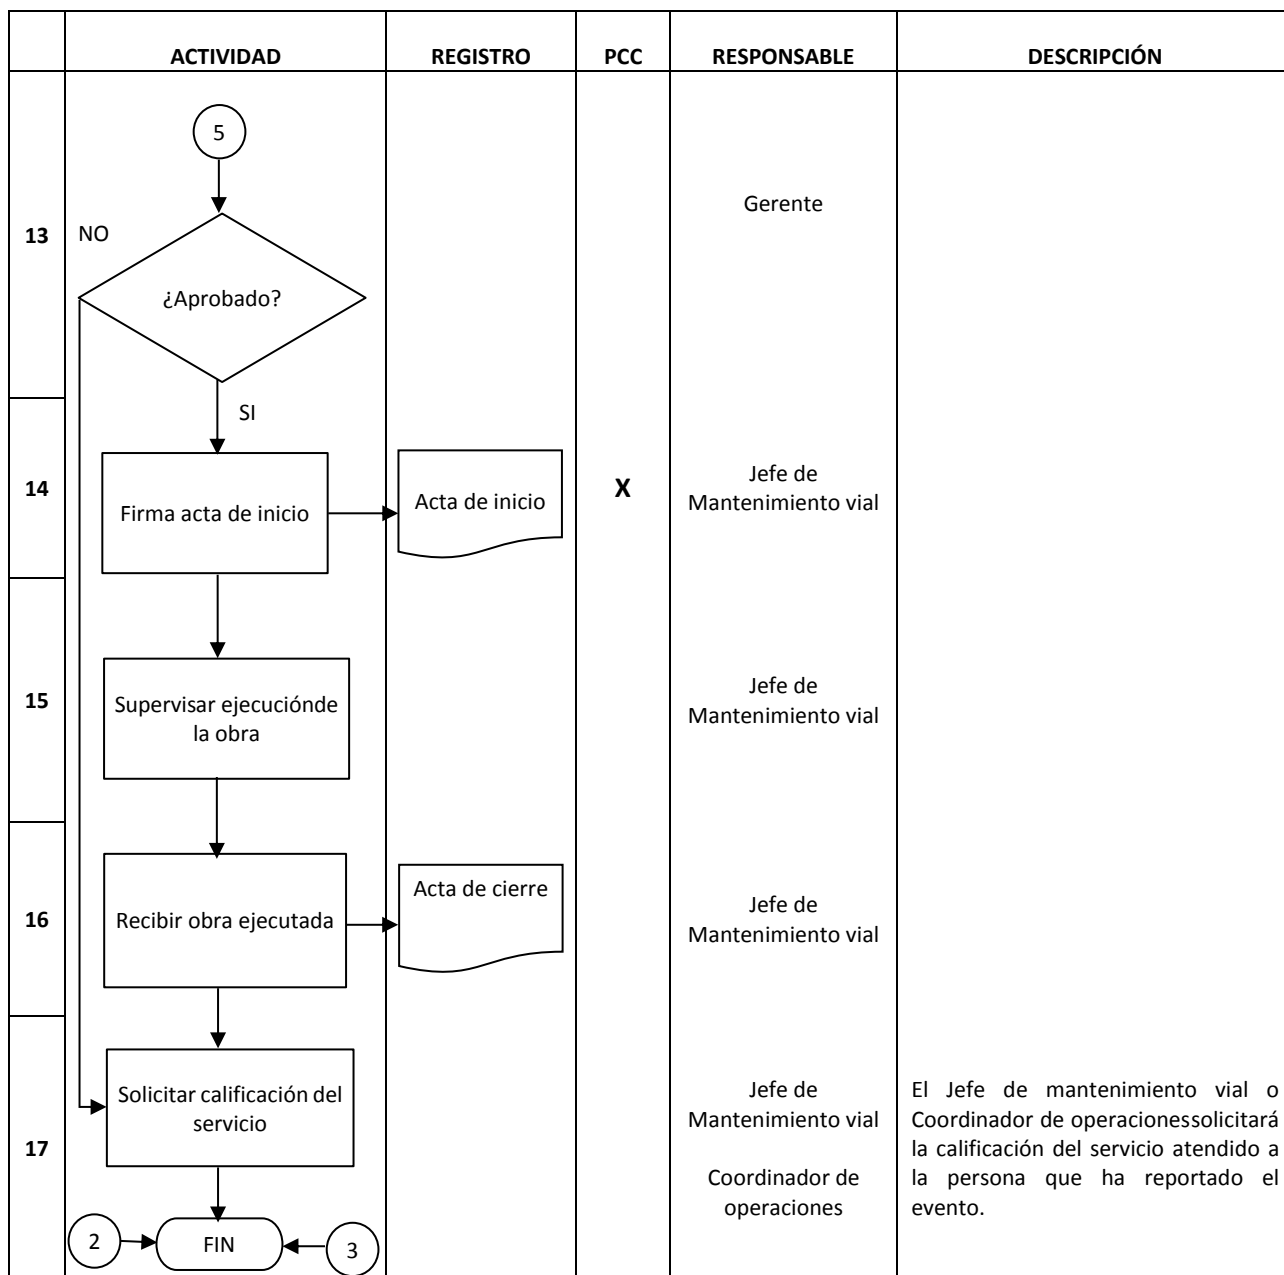 ACTIVIDAD REGISTRO PCC RESPONSABLE DESCRIPCIÓN
5
Gerente
13 NO
¿Aprobado?
SI
14
Firma acta de inicio
Acta de inicio
X
Jefe de
Mantenimiento vial
15
Supervisar ejecuciónde
la obra
Jefe de
Mantenimiento vial
16
Recibir obra ejecutada
Acta de cierre
Jefe de
Mantenimiento vial
17
Solicitar calificación del
servicio
Jefe de
Mantenimiento vial
Coordinador de
operaciones
El Jefe de mantenimiento vial o
Coordinador de operacionessolicitará
la calificación del servicio atendido a
la persona que ha reportado el
evento.
2 FIN 3